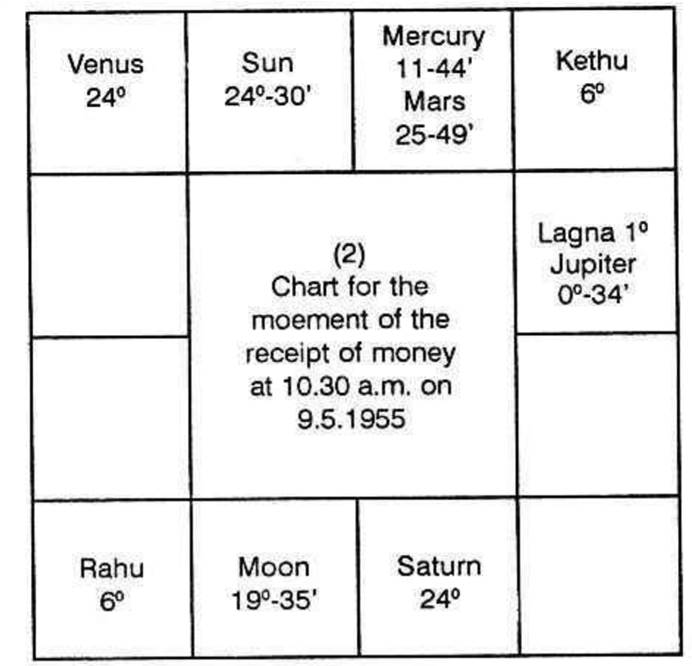 Venus
24º
Sun
24º-30'
Mercury
11-44'
Mars
25-49'
Kethu
6º
Lagna 1º
Jupiter
0º-34'
(2)
Chart for the
moement of the
receipt of money
at 10.30 a.m. on
9.5.1955
Rahu
6º
Moon
19º-35'
Saturn
24º